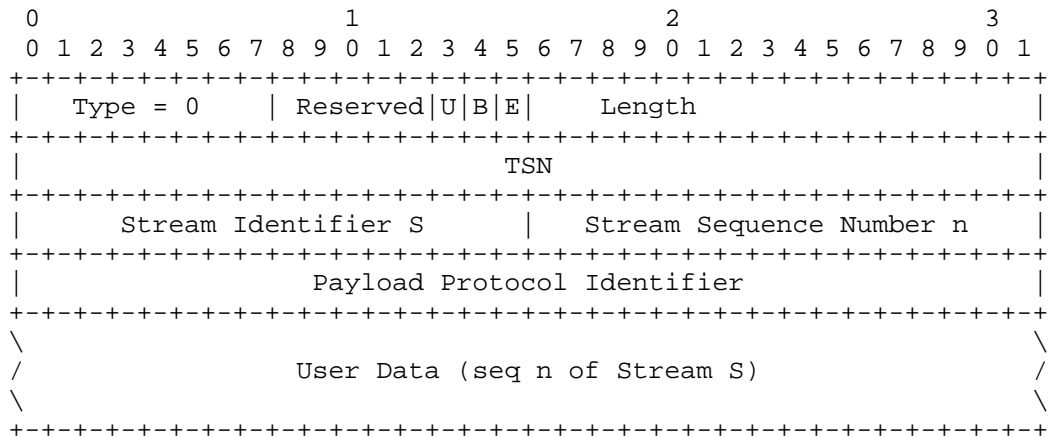 0                   1                   2                   3
 0 1 2 3 4 5 6 7 8 9 0 1 2 3 4 5 6 7 8 9 0 1 2 3 4 5 6 7 8 9 0 1
+-+-+-+-+-+-+-+-+-+-+-+-+-+-+-+-+-+-+-+-+-+-+-+-+-+-+-+-+-+-+-+-+
|   Type = 0    | Reserved|U|B|E|    Length                     |
+-+-+-+-+-+-+-+-+-+-+-+-+-+-+-+-+-+-+-+-+-+-+-+-+-+-+-+-+-+-+-+-+
|                              TSN                              |
+-+-+-+-+-+-+-+-+-+-+-+-+-+-+-+-+-+-+-+-+-+-+-+-+-+-+-+-+-+-+-+-+
|      Stream Identifier S      |   Stream Sequence Number n    |
+-+-+-+-+-+-+-+-+-+-+-+-+-+-+-+-+-+-+-+-+-+-+-+-+-+-+-+-+-+-+-+-+
|                  Payload Protocol Identifier                  |
+-+-+-+-+-+-+-+-+-+-+-+-+-+-+-+-+-+-+-+-+-+-+-+-+-+-+-+-+-+-+-+-+
\                                                               \
/                 User Data (seq n of Stream S)                 /
\                                                               \
+-+-+-+-+-+-+-+-+-+-+-+-+-+-+-+-+-+-+-+-+-+-+-+-+-+-+-+-+-+-+-+-+